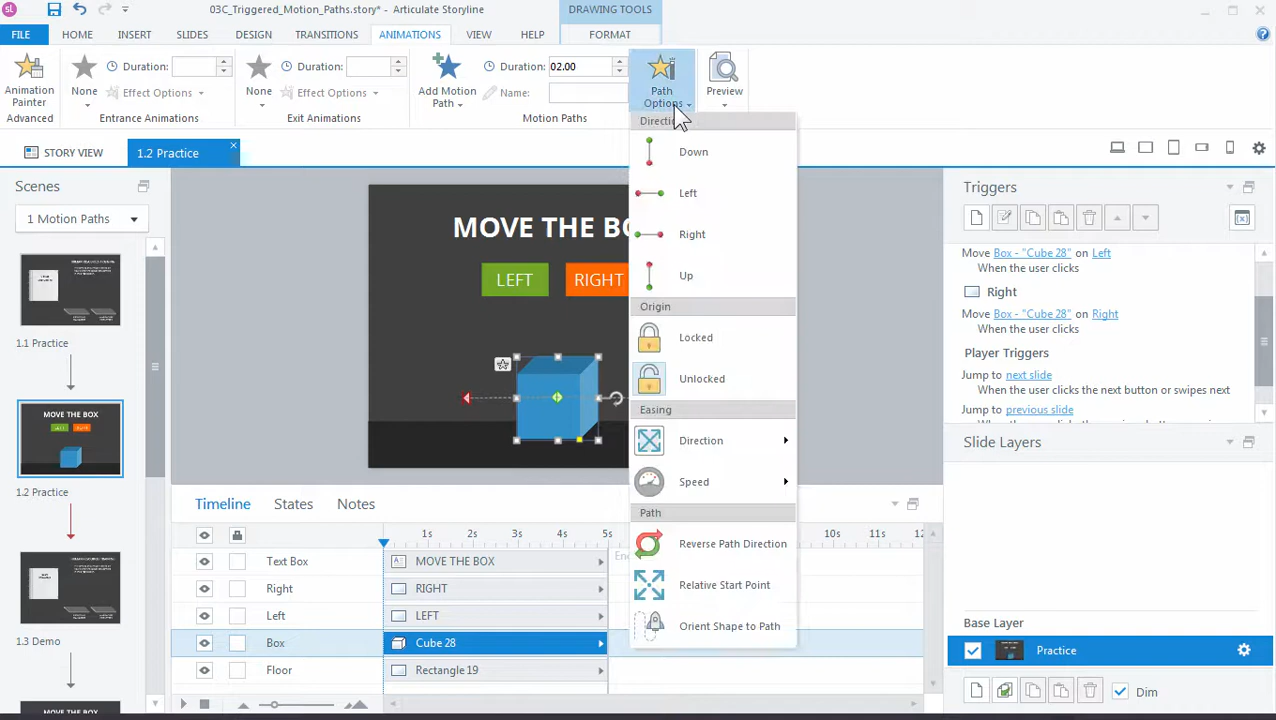 03C_Triggered_Motion_Paths.story* - Articulate Storyline
DRAWING TOOLS
FILE
HOME
INSERT
SLIDES
DESIGN
TRANSITIONS
ANIMATIONS
VIEW
HELP
FORMAT
Animation
Painter
None
Duration:
Effect Options
None
Duration:
Effect Options
Add Motion
Path
Duration: 02.00
Name:
Path
Options
Preview
Advanced
Entrance Animations
Exit Animations
Motion Paths
STORY VIEW
1.2 Practice
Down
Left
Right
Up
Origin
Locked
Unlocked
Easing
Direction
Speed
Path
Reverse Path Direction
Relative Start Point
Orient Shape to Path
Scenes
1 Motion Paths
1.1 Practice
MOVE THE BOX
1.2 Practice
1.3 Demo
MOVE THE BO
LEFT
RIGHT
Triggers
Move Box - "Cube 28" on Left
When the user clicks
Right
Move Box - "Cube 28" on Right
When the user clicks
Player Triggers
Jump to next slide
When the user clicks the next button or swipes next
Jump to previous slide
Slide Layers
Base Layer
Practice
Dim
Timeline
States
Notes
1s 2s 3s 4s 5s 10s 11s 12
Text Box MOVE THE BOX
Right RIGHT
Left LEFT
Box Cube 28
Floor Rectangle 19